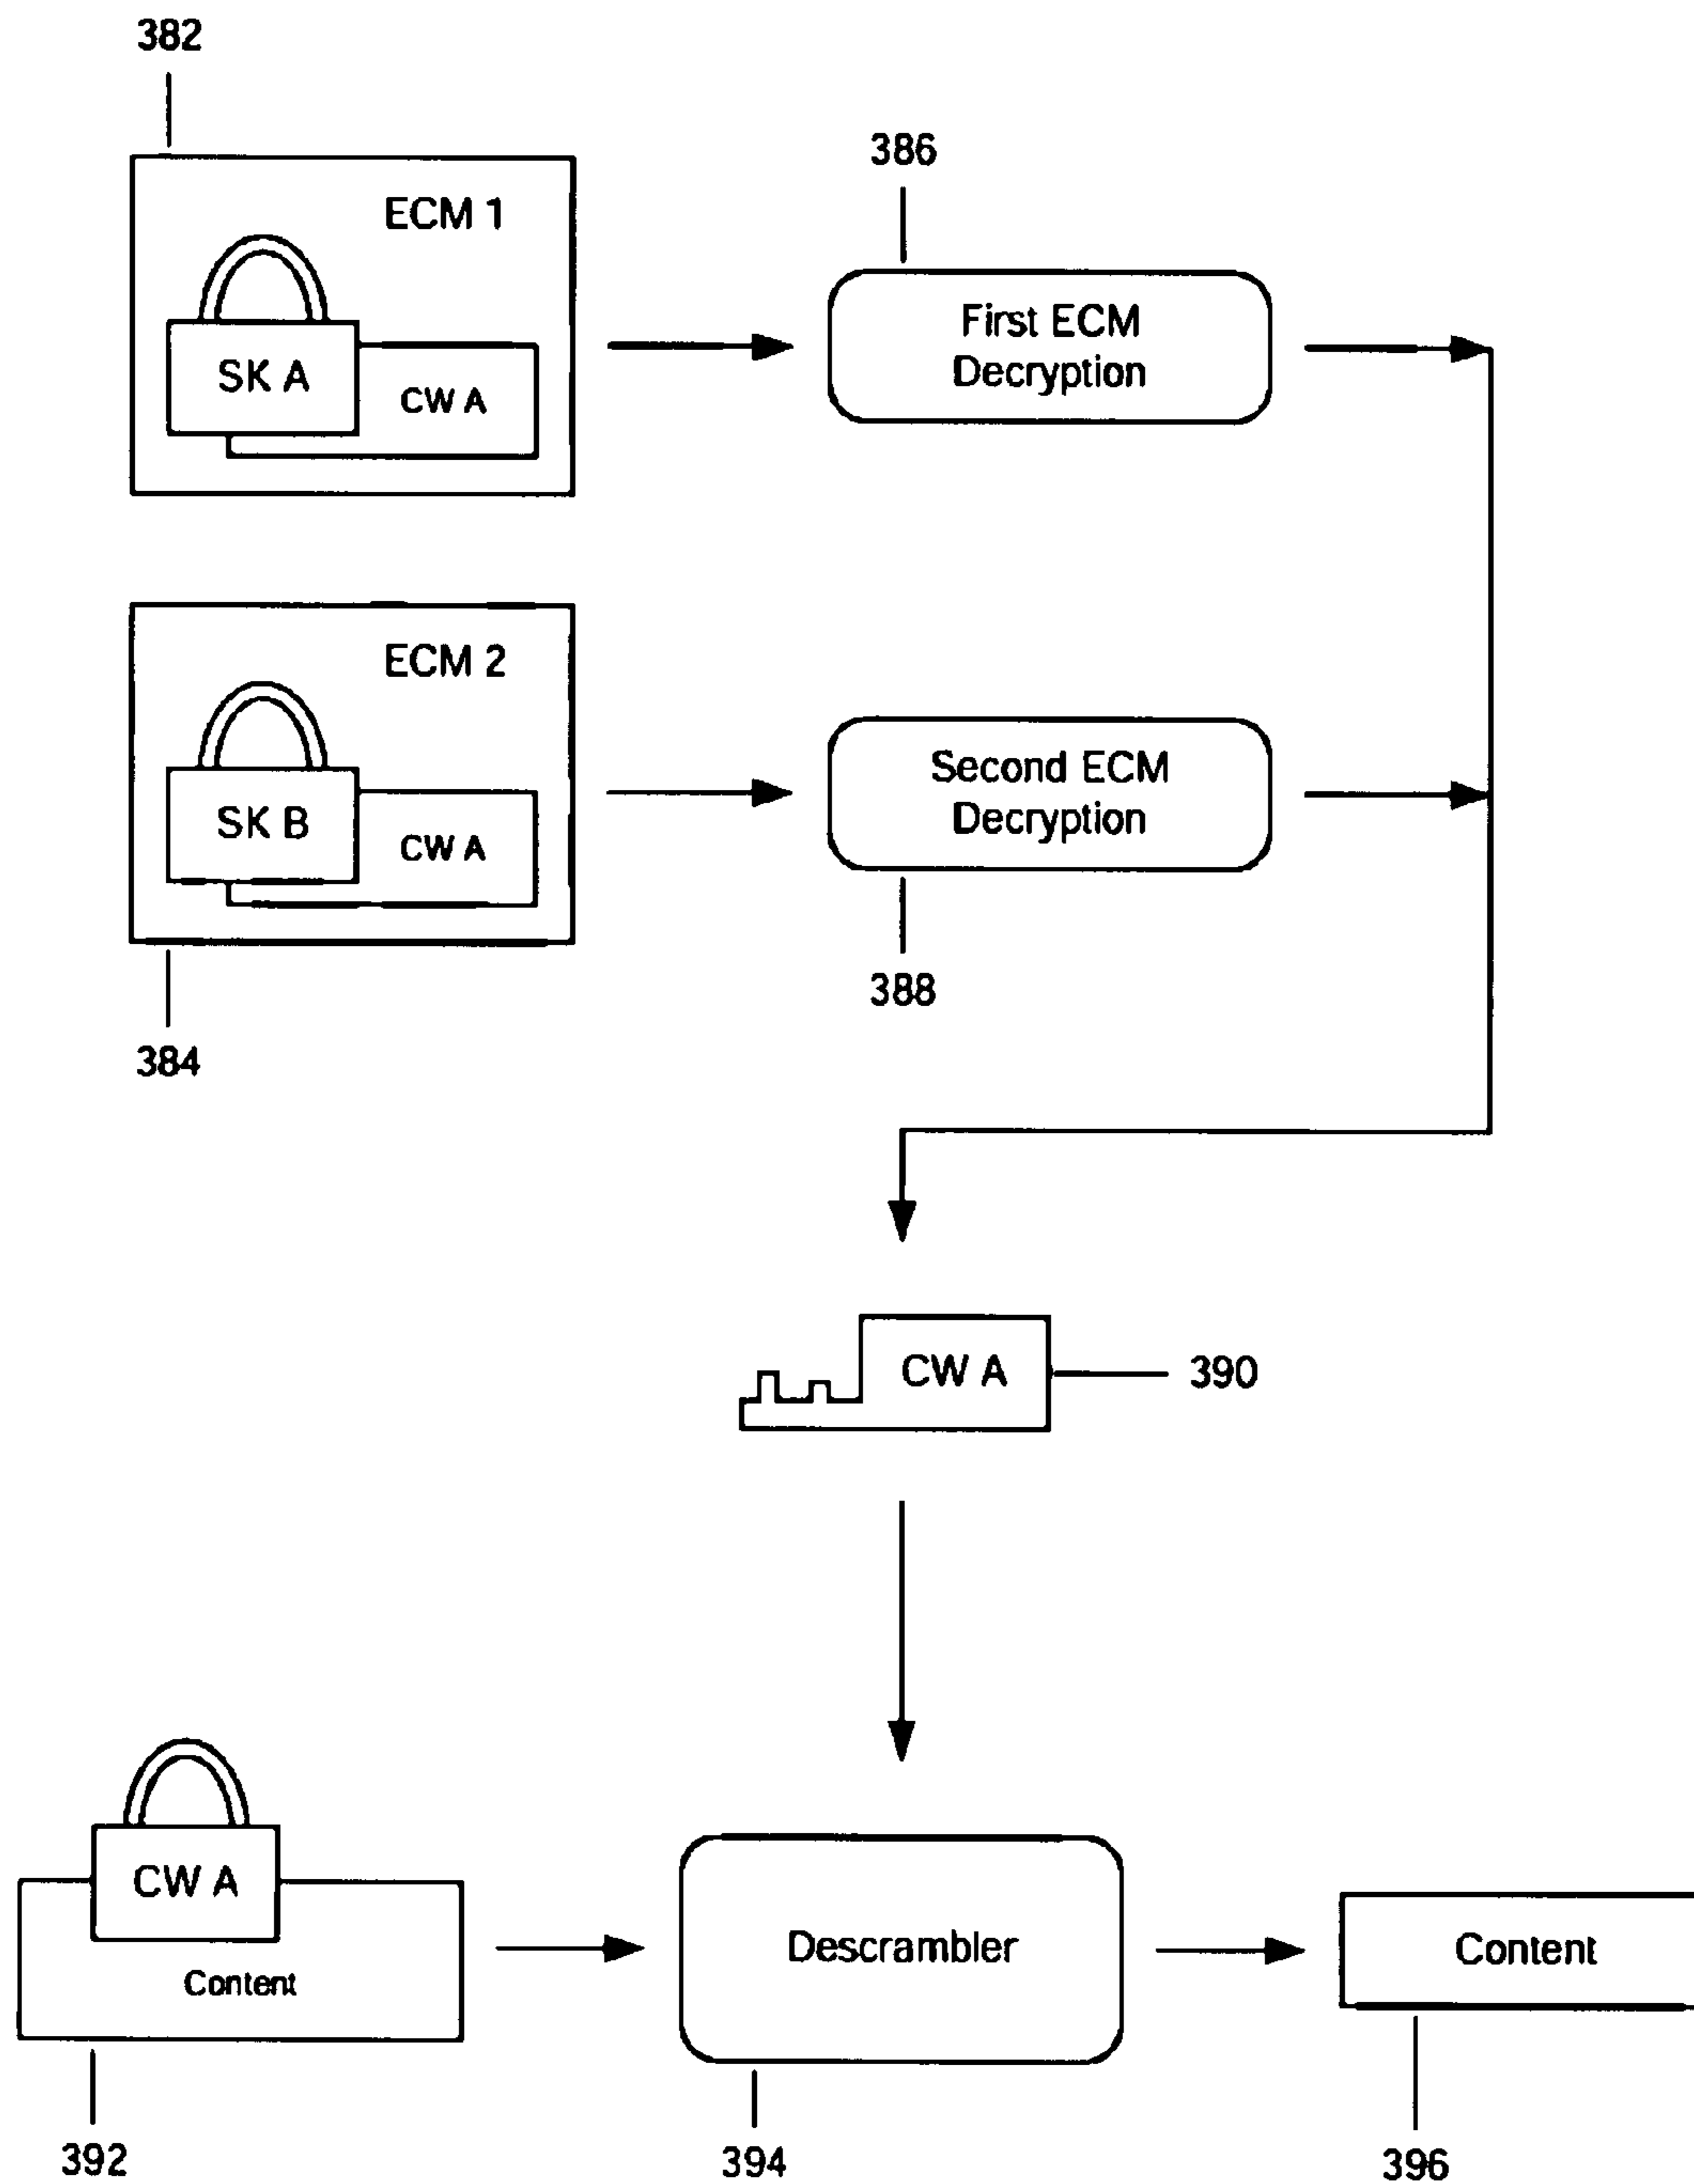 382
386
ECM 1
First ECM
Decryption
SK A
CW A
ECM 2
Second ECM
Decryption
SK B
CW A
388
384
CW A
390
CW A
Content
Descrambler
Content
392
394
396